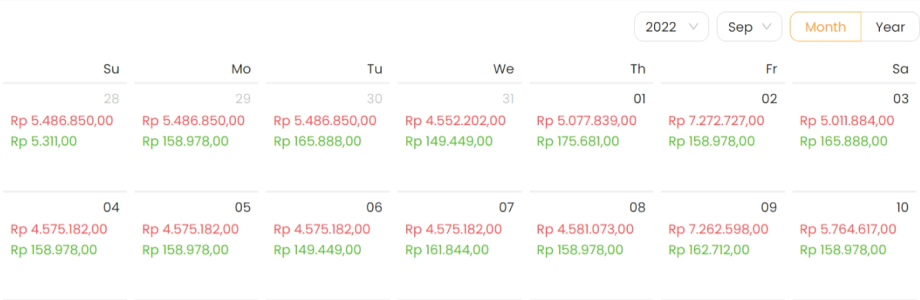 2022 Sep Month Year
Su Mo Tu We Th Fr Sa
28 29 30 31 01 02 03
Rp 5.486.850,00 Rp 5.486.850,00 Rp 5.486.850,00 Rp 4.552.202,00 Rp 5.077.839,00 Rp 7.272.727,00 Rp 5.011.884,00
Rp 5.311,00 Rp 158.978,00 Rp 165.888,00 Rp 149.449,00 Rp 175.681,00 Rp 158.978,00 Rp 165.888,00
04 05 06 07 08 09 10
Rp 4.575.182,00 Rp 4.575.182,00 Rp 4.575.182,00 Rp 4.575.182,00 Rp 4.581.073,00 Rp 7.262.598,00 Rp 5.764.617,00
Rp 158.978,00 Rp 158.978,00 Rp 149.449,00 Rp 161.844,00 Rp 158.978,00 Rp 162.712,00 Rp 158.978,00